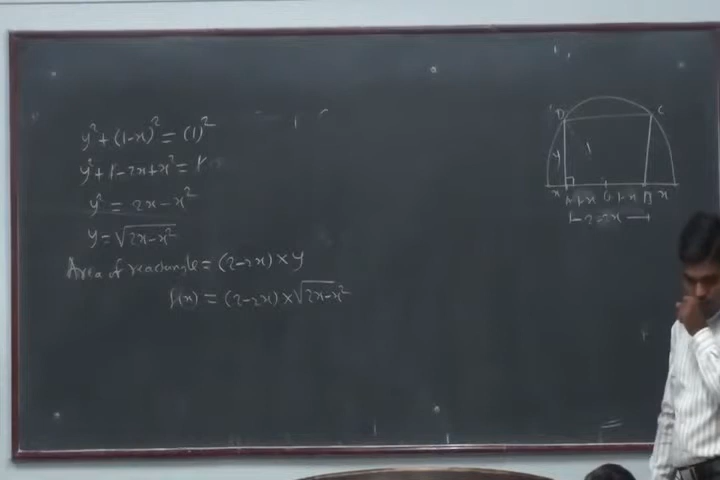 y² + (1-x)² = (1)²
y² + 1 - 2x + x² = 1
y² = 2x - x²
y = √2x-x²
Area of reactangle = (2-2x) × y
f(x) = (2-2x) × √2x-x²
D C
y 1
x A 1-x O 1-x B x
2-2x